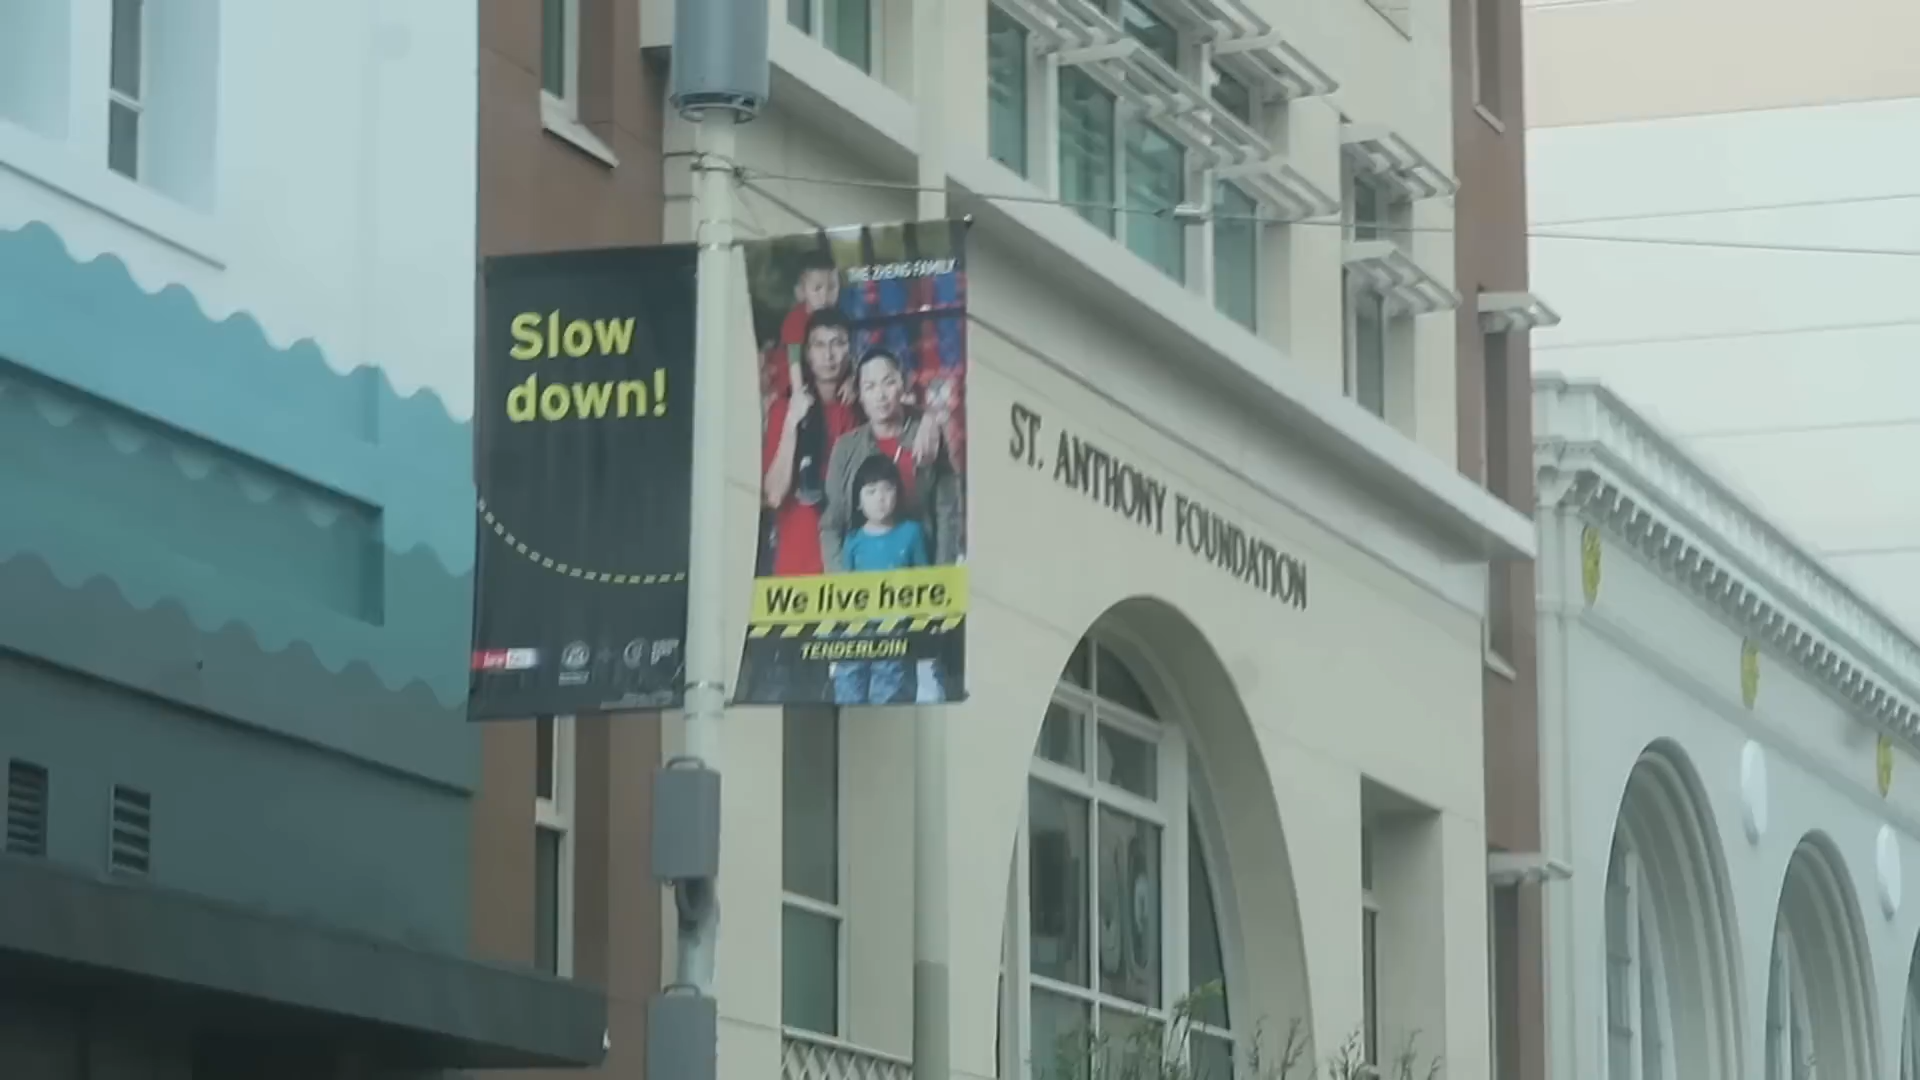 Slow
down!
THE ZHENG FAMILY
We live here.
TENDERLOIN
ST. ANTHONY FOUNDATION